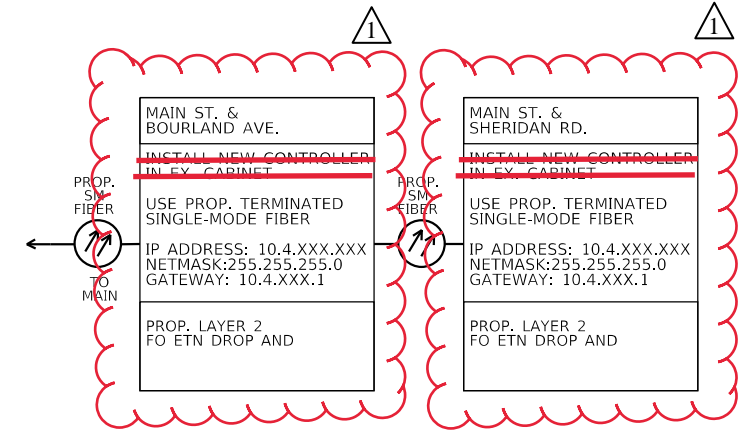 1
1
MAIN ST. &
BOURLAND AVE.
INSTALL NEW CONTROLLER
IN EX. CABINET
USE PROP. TERMINATED
SINGLE-MODE FIBER
IP ADDRESS: 10.4.XXX.XXX
NETMASK:255.255.255.0
GATEWAY: 10.4.XXX.1
PROP. LAYER 2
FO ETN DROP AND
PROP.
SM
FIBER
TO
MAIN
MAIN ST. &
SHERIDAN RD.
INSTALL NEW CONTROLLER
IN EX. CABINET
USE PROP. TERMINATED
SINGLE-MODE FIBER
IP ADDRESS: 10.4.XXX.XXX
NETMASK:255.255.255.0
GATEWAY: 10.4.XXX.1
PROP. LAYER 2
FO ETN DROP AND
PROP.
SM
FIBER